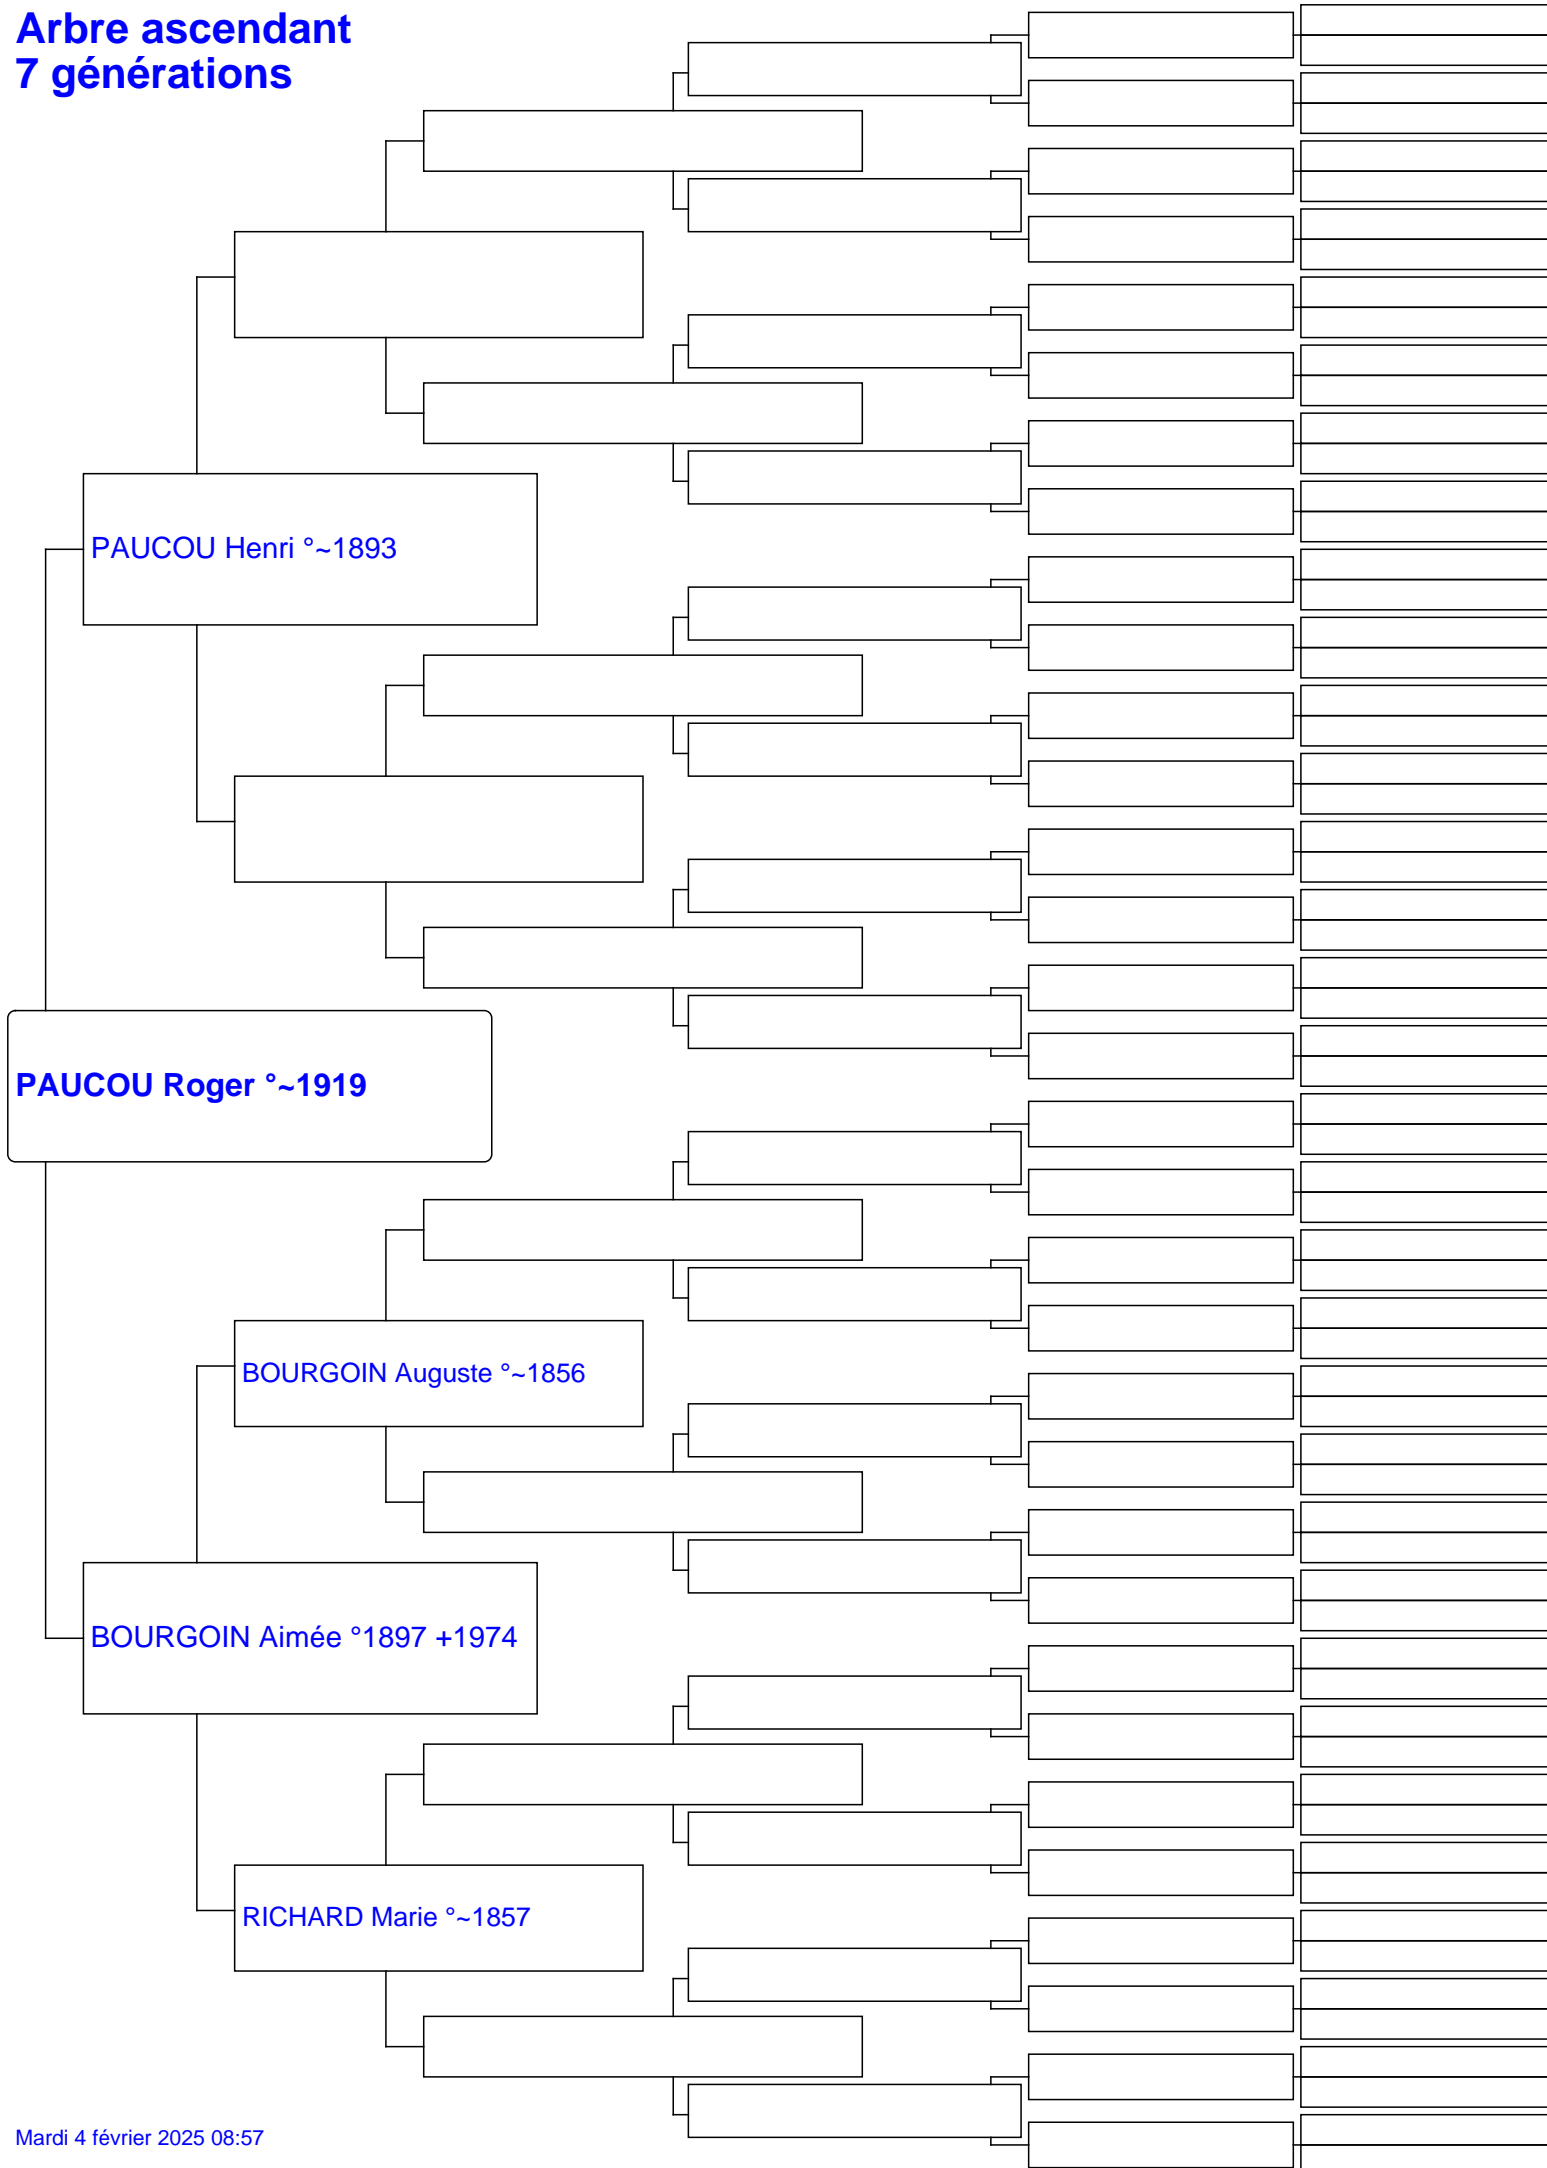 Arbre ascendant
7 générations
PAUCOU Henri °~1893
PAUCOU Roger °~1919
BOURGOIN Auguste °~1856
BOURGOIN Aimée °1897 +1974
RICHARD Marie °~1857
Mardi 4 février 2025 08:57